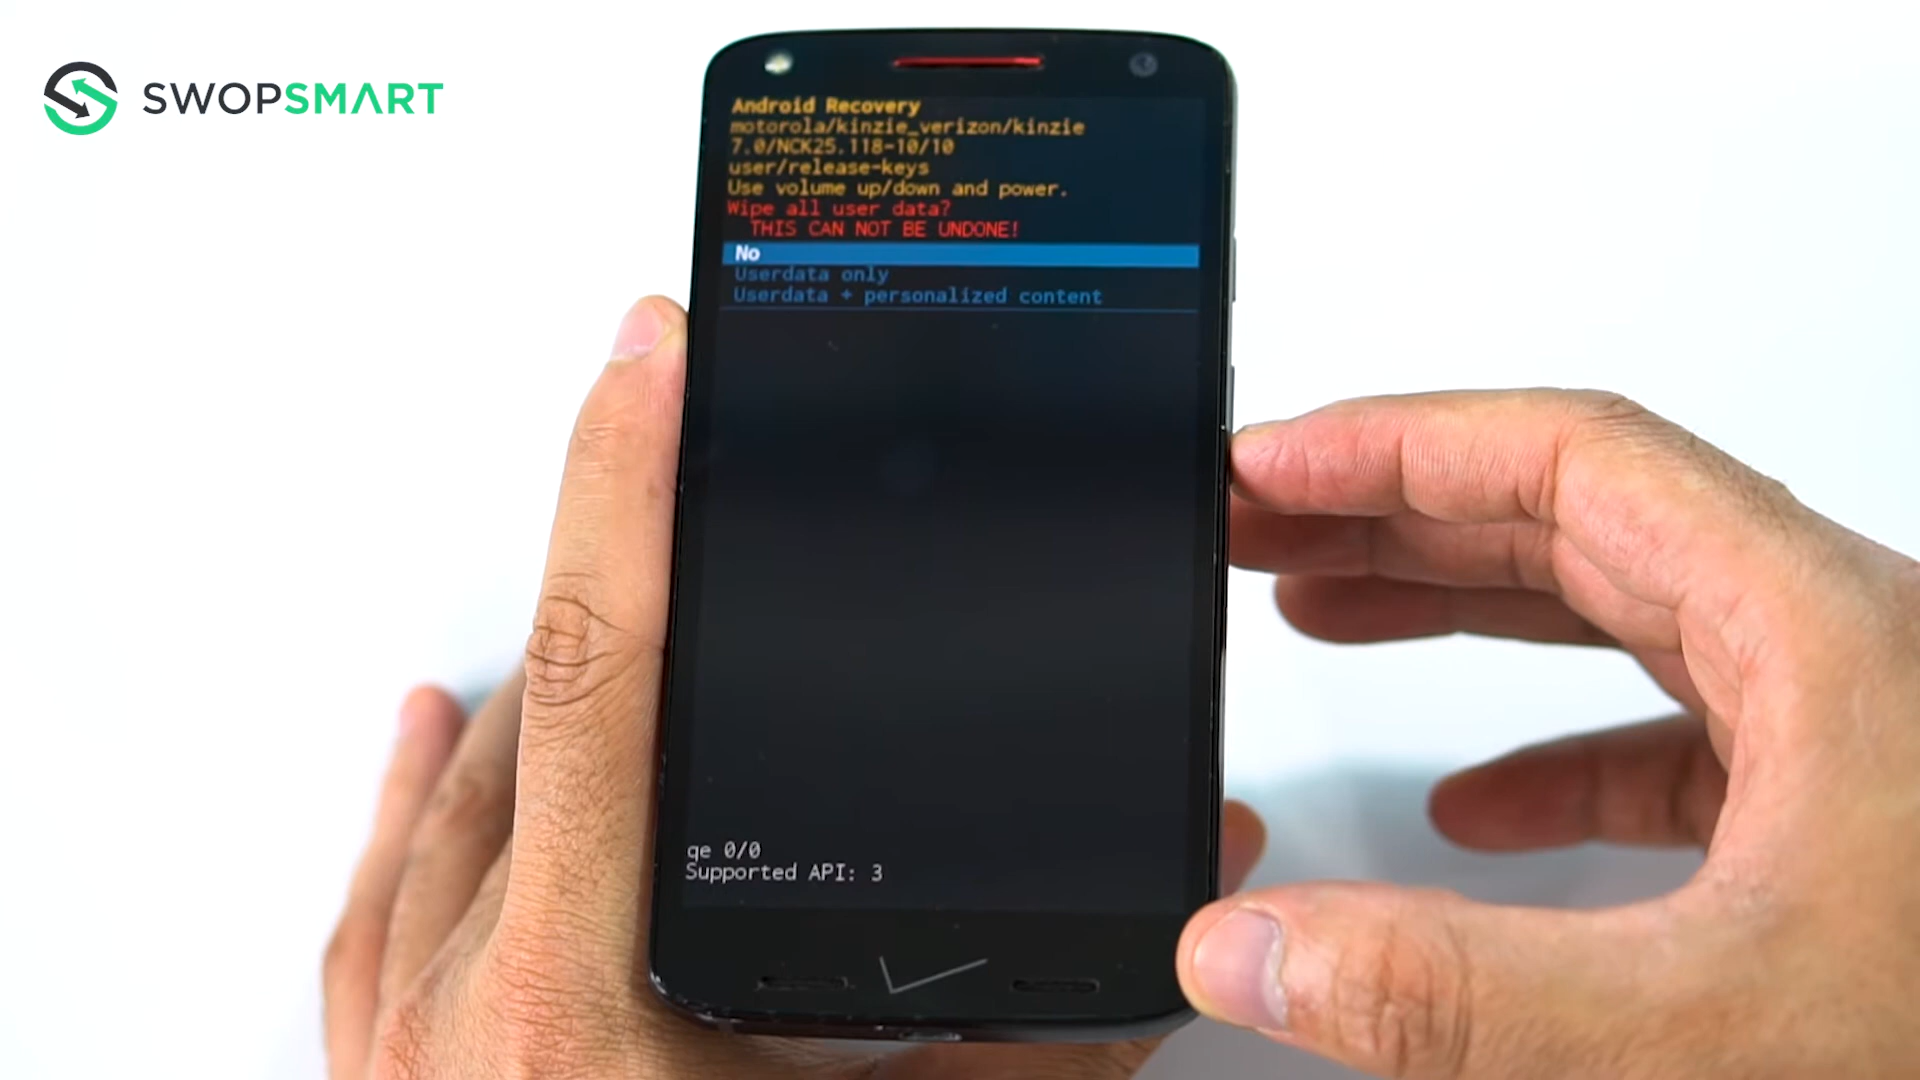 SWOPSMART
Android Recovery
motorola/kinzie_verizon/kinzie
7.0/NCK25.118-10/10
user/release-keys
Use volume up/down and power.
Wipe all user data?
THIS CAN NOT BE UNDONE!
No
Userdata only
Userdata + personalized content
qe 0/0
Supported API: 3